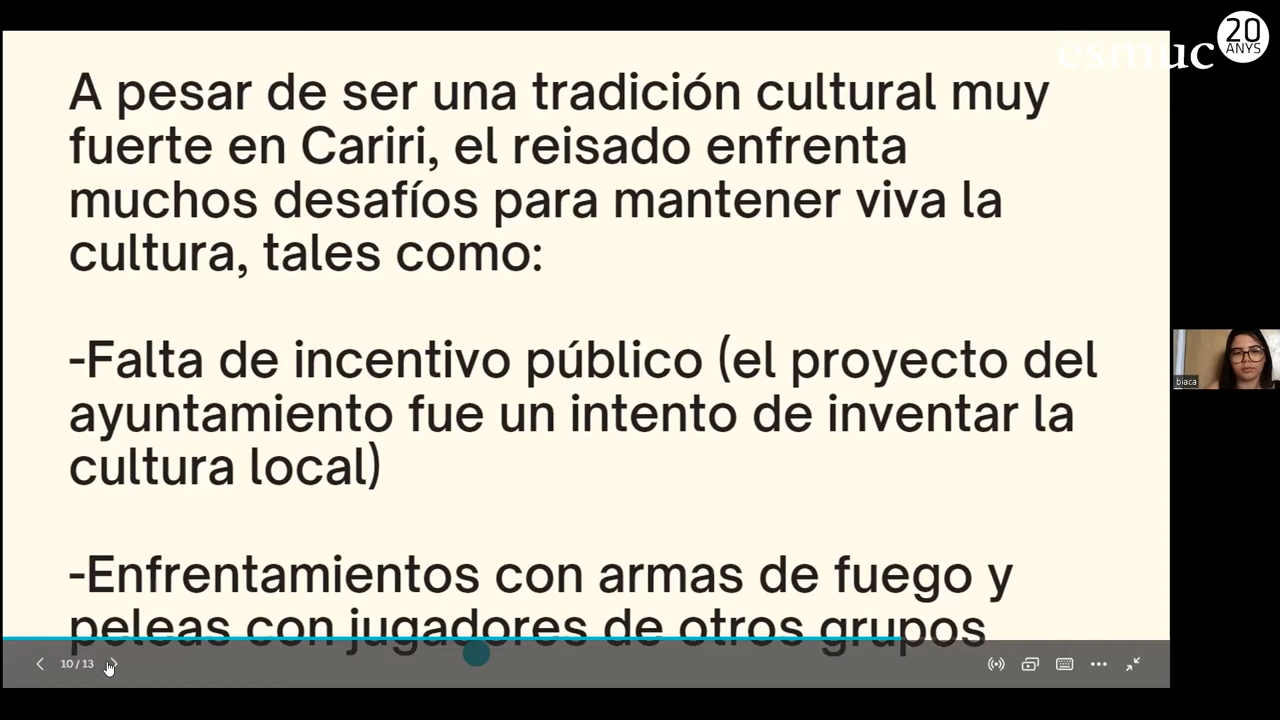 esmuc
20
ANYS
A pesar de ser una tradición cultural muy
fuerte en Cariri, el reisado enfrenta
muchos desafíos para mantener viva la
cultura, tales como:
-Falta de incentivo público (el proyecto del
ayuntamiento fue un intento de inventar la
cultura local)
-Enfrentamientos con armas de fuego y
peleas con jugadores de otros grupos
biaca
10 / 13